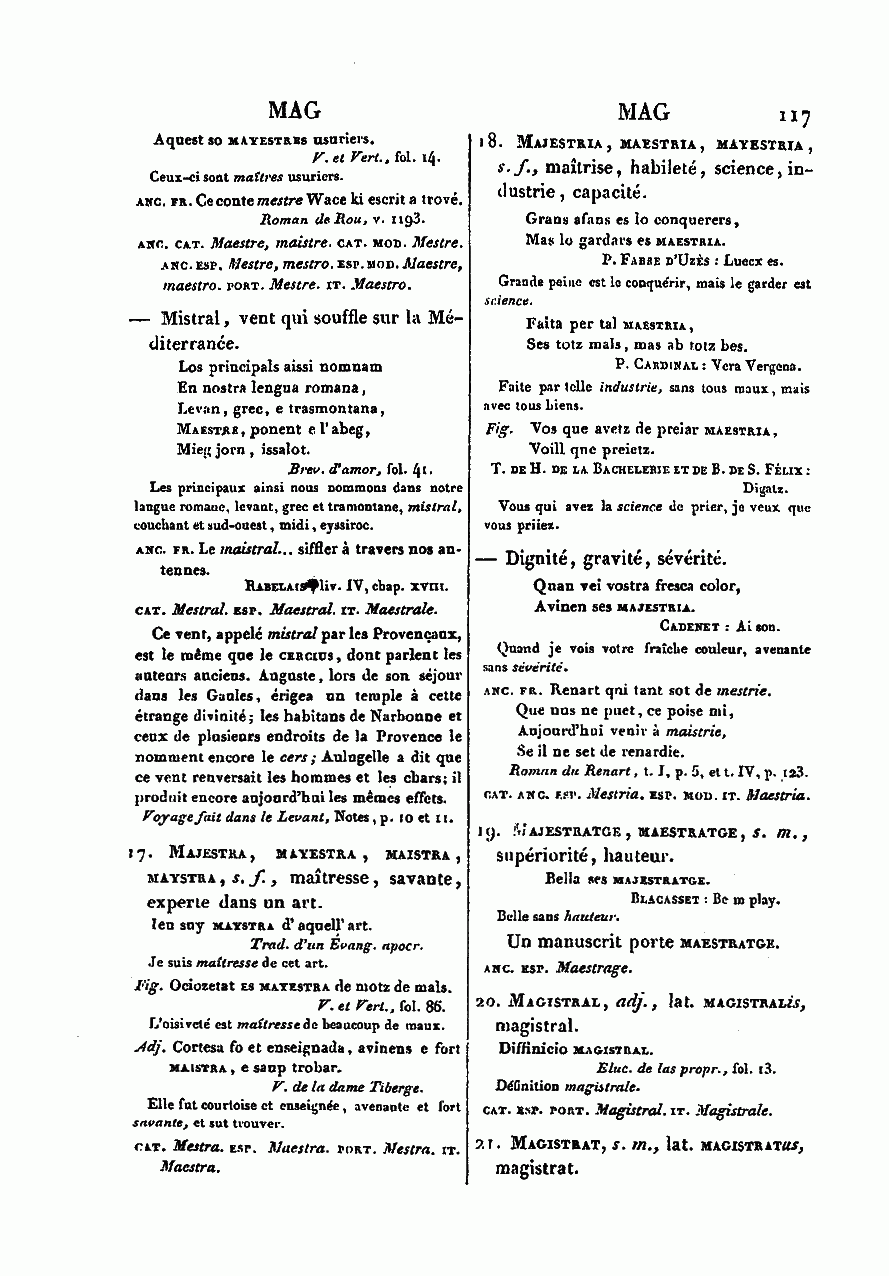 MAG
Aquest so MAYESTRES usuriers.
V. et Vert., fol. 14.
Ceux-ci sont maîtres usuriers.
ANC. FR. Ce conte mestre Wace ki escrit a trové.
Roman de Rou, v. 1193.
ANC. CAT. Maestre, maistre. CAT. MOD. Mestre.
ANC. ESP. Mestre, mestro. ESP. MOD. Maestre,
maestro. PORT. Mestre. IT. Maestro.
— Mistral, vent qui souffle sur la Mé-
diterranée.
Los principals aissi nomnam
En nostra lengua romana,
Levan, grec, e trasmontana,
MAESTRE, ponent e l'abeg,
Mieg jorn, issalot.
Brev. d'amor, fol. 41.
Les principaux ainsi nous nommons dans notre
langue romane, levant, grec et tramontane, mistral,
couchant et sud-ouest, midi, eyssiroc.
ANC. FR. Le maistral... siffler à travers nos an-
tennes.
RABELAIS, liv. IV, chap. XVIII.
CAT. Mestral. ESP. Maestral. IT. Maestrale.
Ce vent, appelé mistral par les Provençaux,
est le même que le CERCIUS, dont parlent les
auteurs anciens. Auguste, lors de son séjour
dans les Gaules, érigea un temple à cette
étrange divinité; les habitans de Narbonne et
ceux de plusieurs endroits de la Provence le
nomment encore le cers; Aulugelle a dit que
ce vent renversait les hommes et les chars; il
produit encore aujourd'hui les mêmes effets.
Voyage fait dans le Levant, Notes, p. 10 et 11.
17. MAJESTRA, MAYESTRA, MAISTRA,
MAYSTRA, s. f., maîtresse, savante,
experte dans un art.
Ieu suy MAYSTRA d'aquell' art.
Trad. d'un Évang. apocr.
Je suis maîtresse de cet art.
Fig. Ociozetat ES MAYESTRA de motz de mals.
V. et Vert., fol. 86.
L'oisiveté est maîtresse de beaucoup de maux.
Adj. Cortesa fo et enseignada, avinens e fort
MAISTRA, e saup trobar.
V. de la dame Tiberge.
Elle fut courtoise et enseignée, avenante et fort
savante, et sut trouver.
CAT. Mestra. ESP. Maestra. PORT. Mestra. IT.
Maestra.
MAG 117
18. MAJESTRIA, MAESTRIA, MAYESTRIA,
s. f., maîtrise, habileté, science, in-
dustrie, capacité.
Grans afans es lo conquerers,
Mas lo gardars es MAESTRIA.
P. FABRE D'UZÈS : Luecx es.
Grande peine est le conquérir, mais le garder est
science.
Faita per tal MAESTRIA,
Ses totz mals, mas ab totz bes.
P. CARDINAL : Vera Vergena.
Faite par telle industrie, sans tous maux, mais
avec tous biens.
Fig. Vos que avetz de preiar MAESTRIA,
Voill que preietz.
T. DE H. DE LA BACHELERIE ET DE B. DE S. FÉLIX :
Digatz.
Vous qui avez la science de prier, je veux que
vous priiez.
— Dignité, gravité, sévérité.
Quan vei vostra fresca color,
Avinen ses MAJESTRIA.
CADENET : Ai son.
Quand je vois votre fraîche couleur, avenante
sans sévérité.
ANC. FR. Renart qui tant sot de mestrie.
Que nus ne puet, ce poise mi,
Aujourd'hui venir à maistrie,
Se il ne set de renardie.
Roman du Renart, t. I, p. 5, et t. IV, p. 123.
CAT. ANC. ESP. Mestria. ESP. MOD. IT. Maestria.
19. MAJESTRATGE, MAESTRATGE, s. m.,
supériorité, hauteur.
Bella ses MAJESTRATGE.
BLACASSET : Be m play.
Belle sans hauteur.
Un manuscrit porte MAESTRATGE.
ANC. ESP. Maestrage.
20. MAGISTRAL, adj., lat. MAGISTRALis,
magistral.
Diffinicio MAGISTRAL.
Eluc. de las propr., fol. 13.
Définition magistrale.
CAT. ESP. PORT. Magistral. IT. Magistrale.
21. MAGISTRAT, s. m., lat. MAGISTRATus,
magistrat.